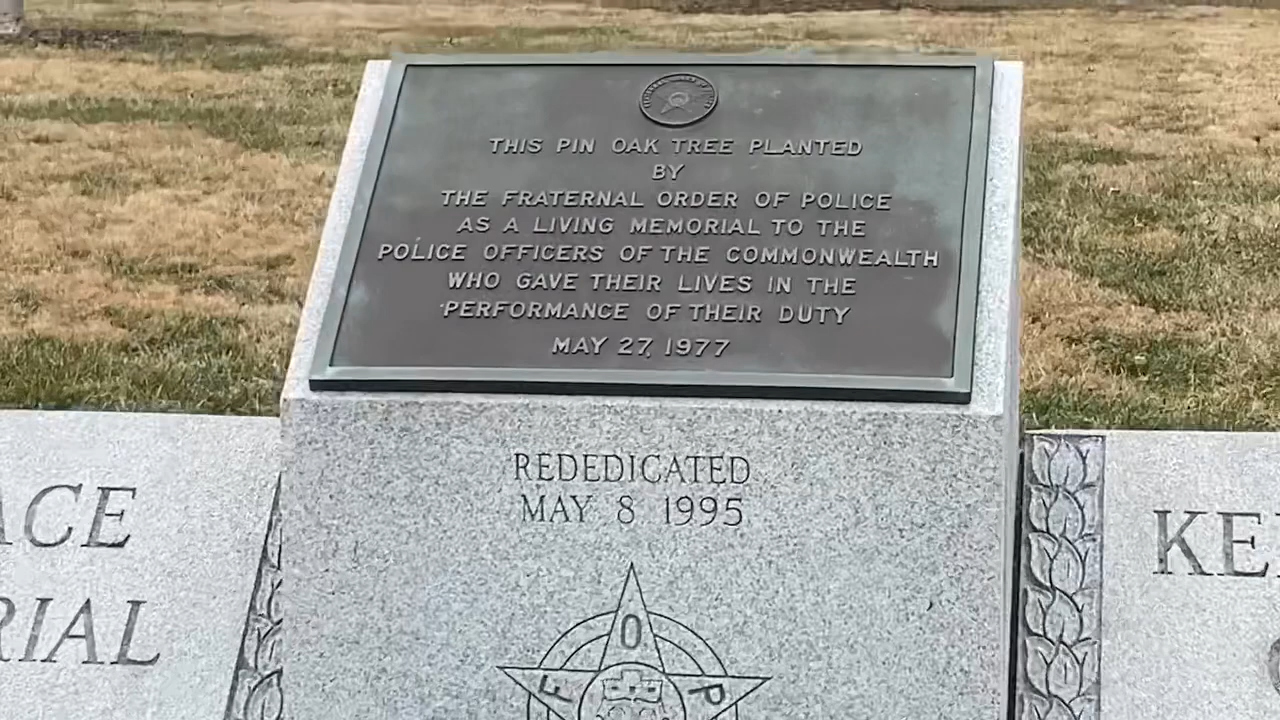 THIS PIN OAK TREE PLANTED
BY
THE FRATERNAL ORDER OF POLICE
AS A LIVING MEMORIAL TO THE
POLICE OFFICERS OF THE COMMONWEALTH
WHO GAVE THEIR LIVES IN THE
PERFORMANCE OF THEIR DUTY
MAY 27, 1977
REDEDICATED
MAY 8 1995
F O P
ACE
RIAL
KE